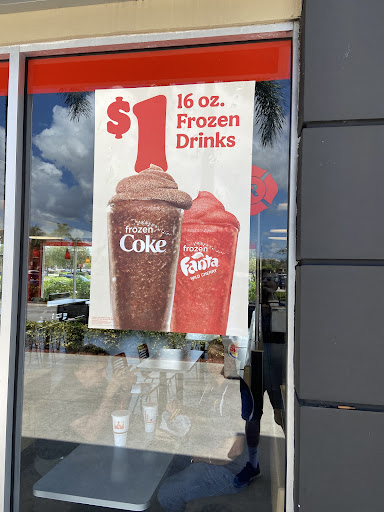 $1
16 oz.
Frozen
Drinks
frozen
Coke
frozen
Fanta
WILD CHERRY